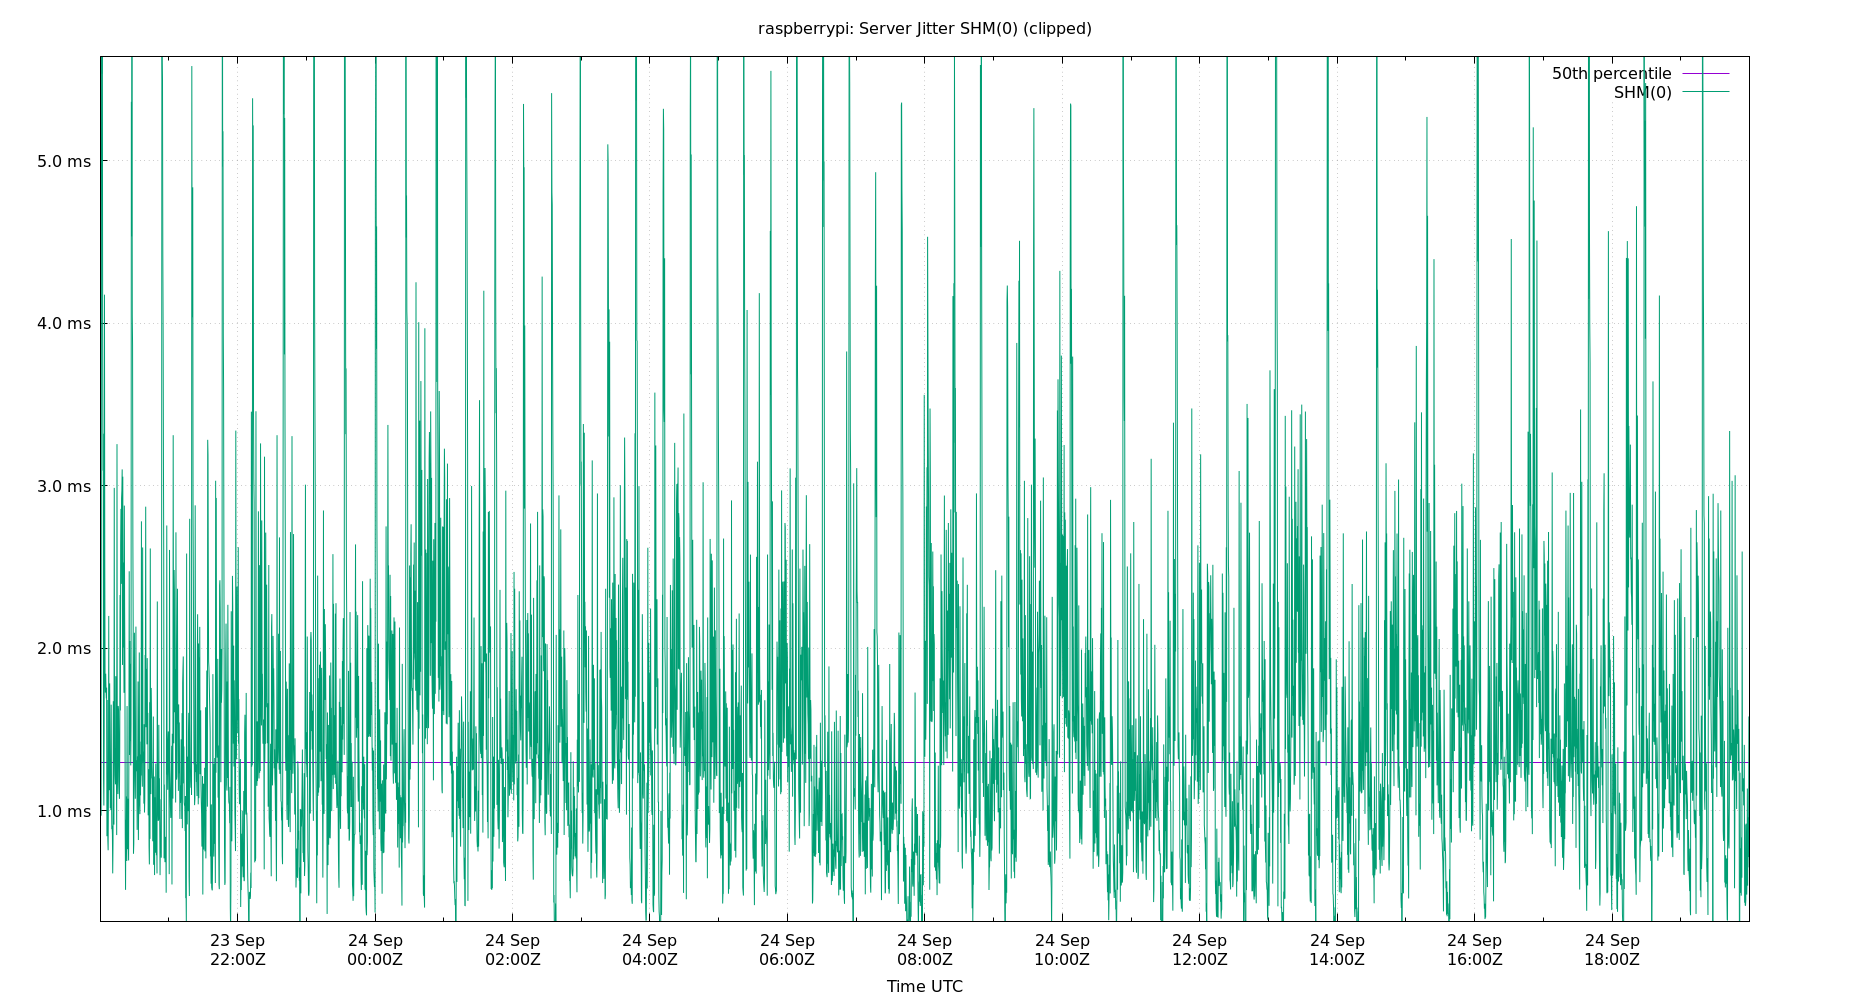 raspberrypi: Server Jitter SHM(0) (clipped)
50th percentile
SHM(0)
5.0 ms
4.0 ms
3.0 ms
2.0 ms
1.0 ms
23 Sep 24 Sep 24 Sep 24 Sep 24 Sep 24 Sep 24 Sep 24 Sep 24 Sep 24 Sep 24 Sep
22:00Z 00:00Z 02:00Z 04:00Z 06:00Z 08:00Z 10:00Z 12:00Z 14:00Z 16:00Z 18:00Z
Time UTC